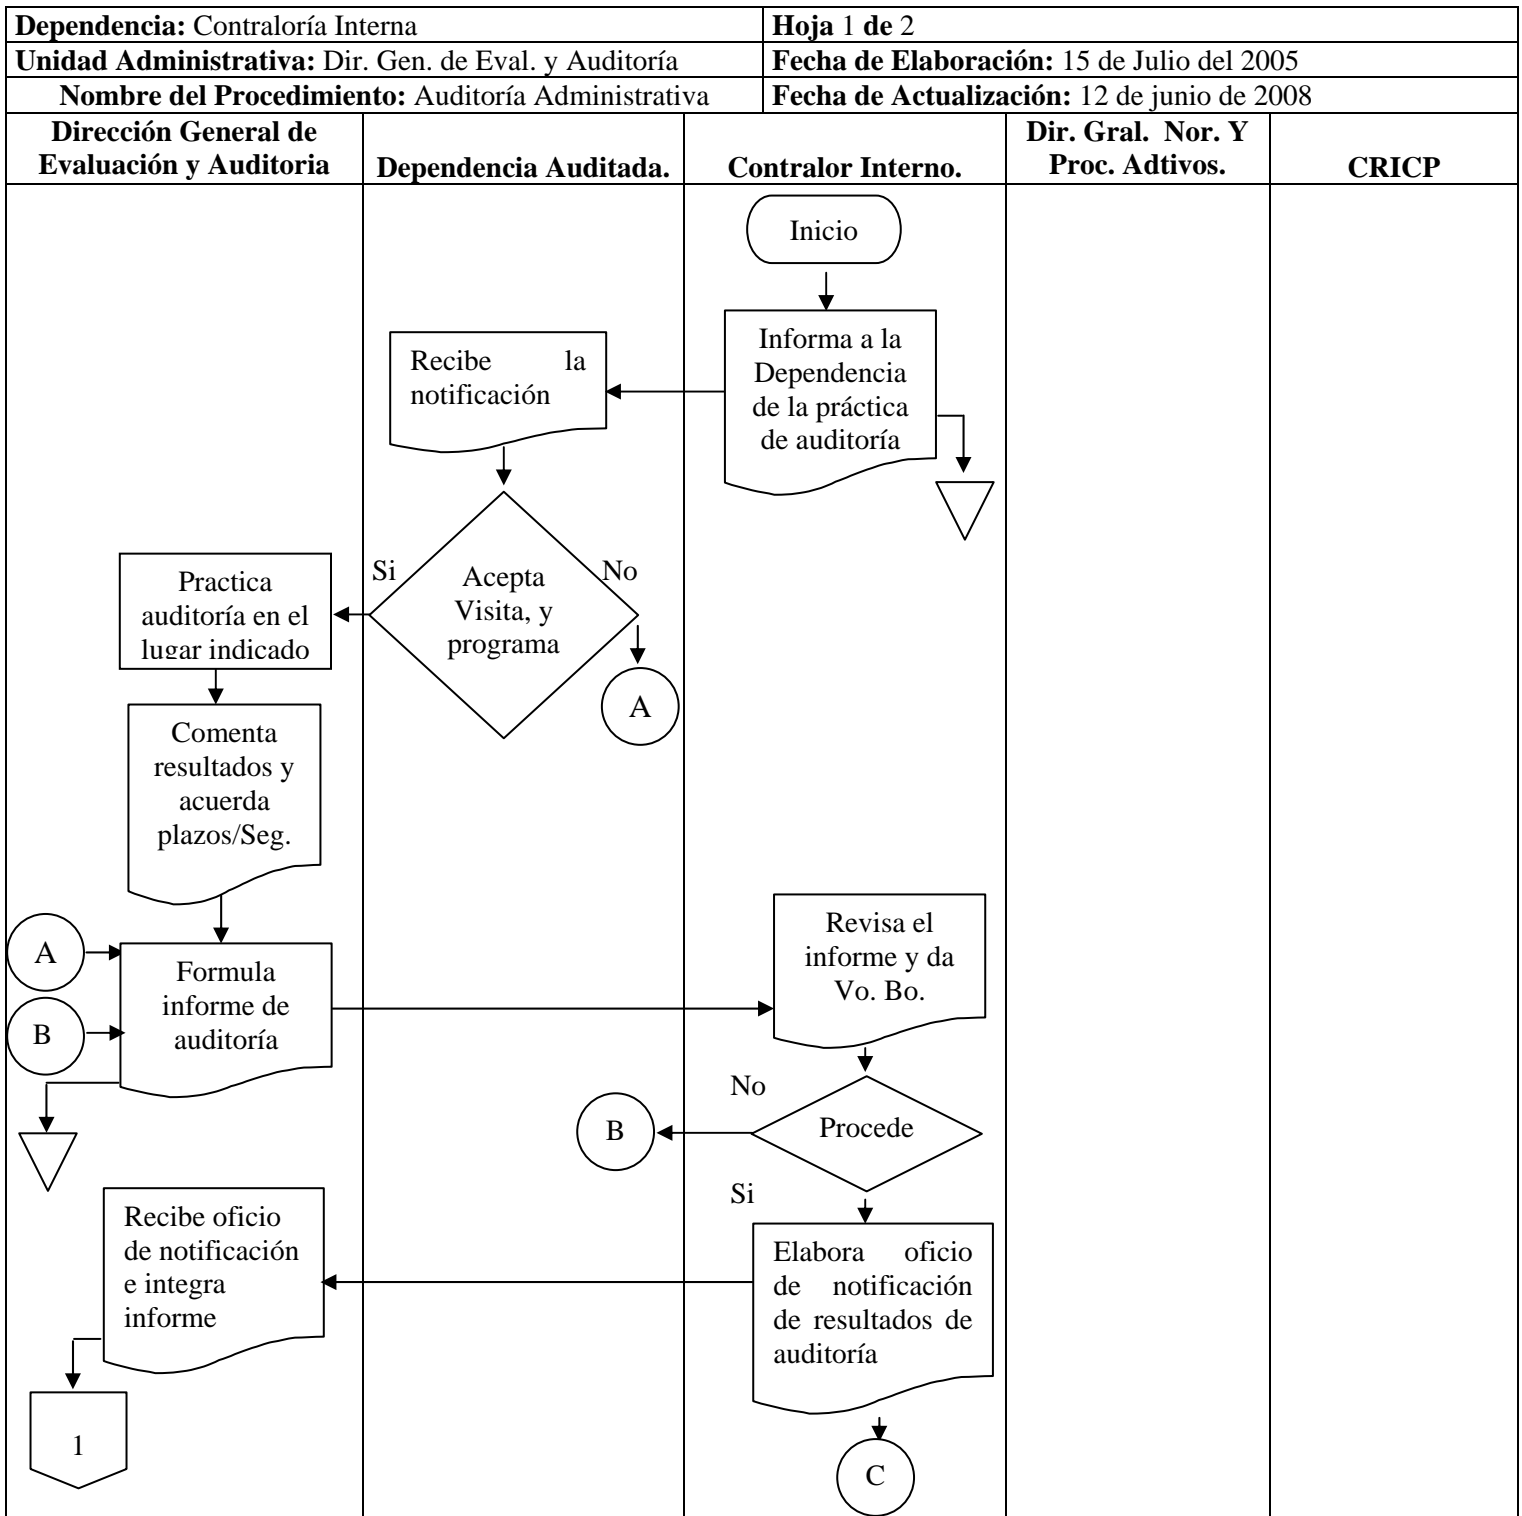 Dependencia: Contraloría Interna
Hoja 1 de 2
Unidad Administrativa: Dir. Gen. de Eval. y Auditoría
Fecha de Elaboración: 15 de Julio del 2005
Nombre del Procedimiento: Auditoría Administrativa
Fecha de Actualización: 12 de junio de 2008
Dirección General de
Evaluación y Auditoria
Dependencia Auditada.
Contralor Interno.
Dir. Gral. Nor. Y
Proc. Adtivos.
CRICP
Inicio
Informa a la
Dependencia
de la práctica
de auditoría
Recibe la
notificación
Si
Acepta
Visita, y
programa
No
A
Practica
auditoría en el
lugar indicado
Comenta
resultados y
acuerda
plazos/Seg.
A
B
Formula
informe de
auditoría
Revisa el
informe y da
Vo. Bo.
No
Procede
B
Si
Elabora oficio
de notificación
de resultados de
auditoría
Recibe oficio
de notificación
e integra
informe
1
C